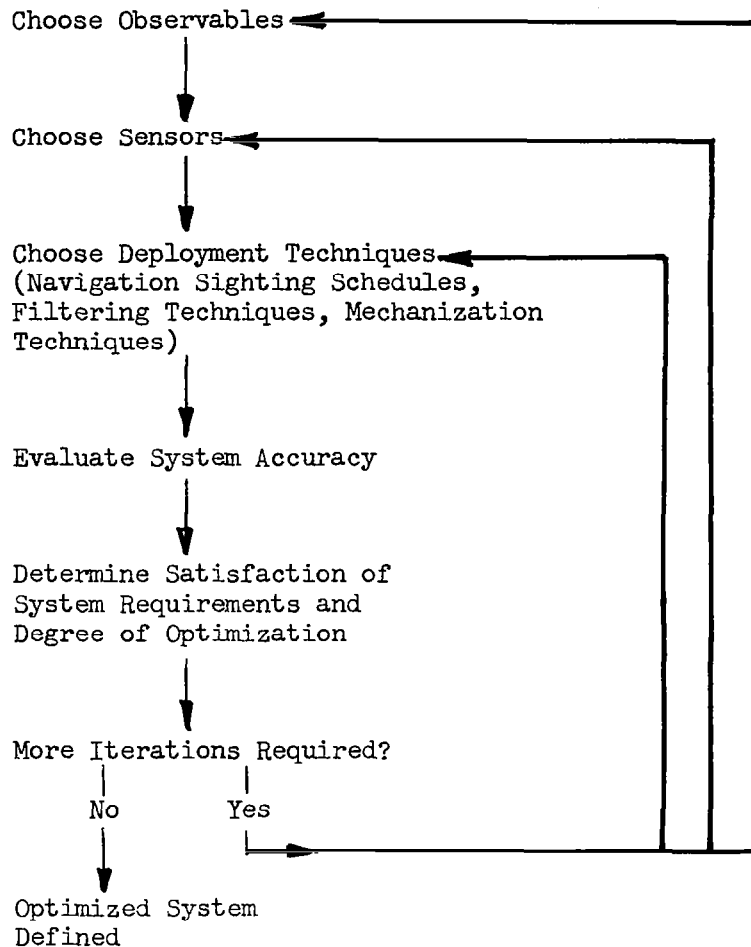 Choose Observables
Choose Sensors
Choose Deployment Techniques
(Navigation Sighting Schedules,
Filtering Techniques, Mechanization
Techniques)
Evaluate System Accuracy
Determine Satisfaction of
System Requirements and
Degree of Optimization
More Iterations Required?
No Yes
Optimized System
Defined